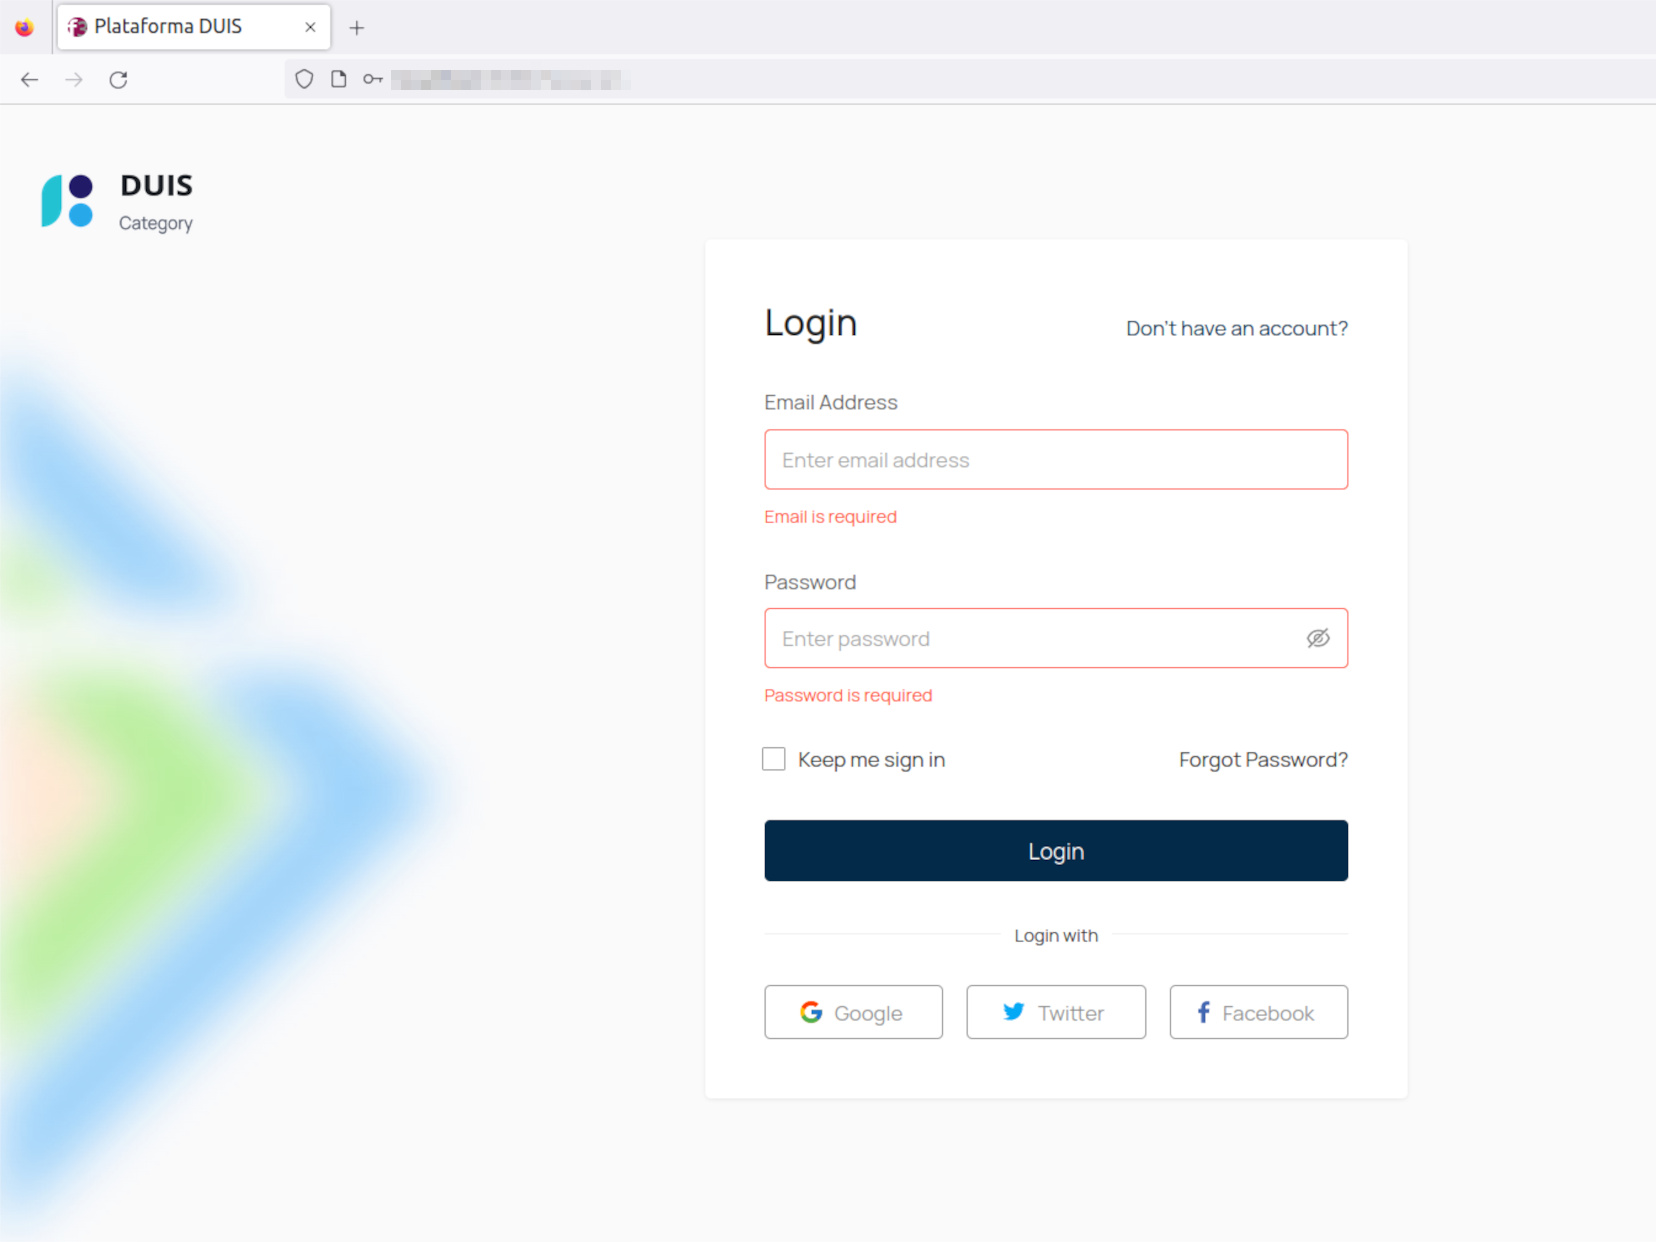 Plataforma DUIS
DUIS
Category
Login
Don't have an account?
Email Address
Enter email address
Email is required
Password
Enter password
Password is required
Keep me sign in
Forgot Password?
Login
Login with
Google
Twitter
Facebook